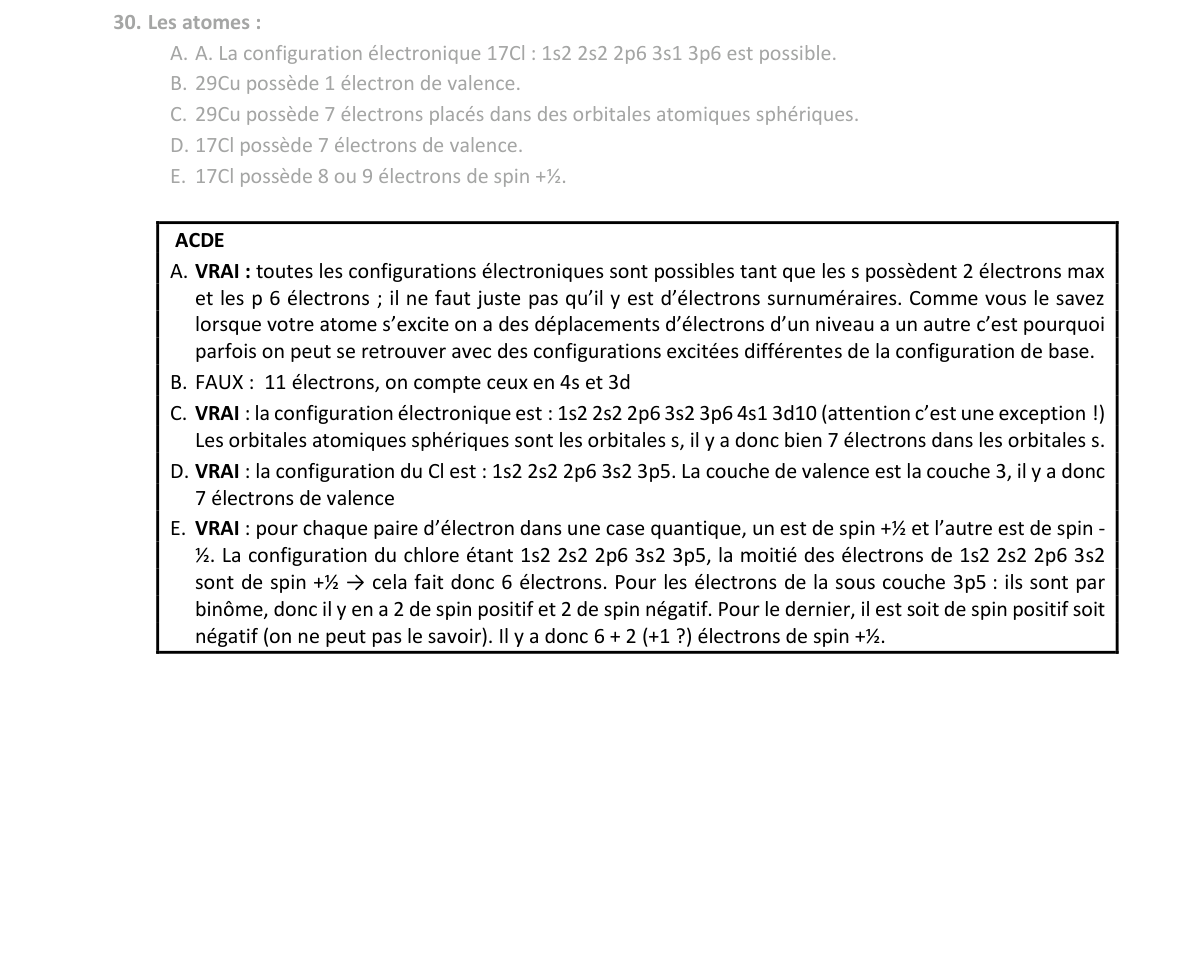 30. Les atomes :
A. A. La configuration électronique 17Cl : 1s2 2s2 2p6 3s1 3p6 est possible.
B. 29Cu possède 1 électron de valence.
C. 29Cu possède 7 électrons placés dans des orbitales atomiques sphériques.
D. 17Cl possède 7 électrons de valence.
E. 17Cl possède 8 ou 9 électrons de spin +½.
ACDE
A. VRAI : toutes les configurations électroniques sont possibles tant que les s possèdent 2 électrons max
et les p 6 électrons ; il ne faut juste pas qu’il y est d’électrons surnuméraires. Comme vous le savez
lorsque votre atome s’excite on a des déplacements d’électrons d’un niveau a un autre c’est pourquoi
parfois on peut se retrouver avec des configurations excitées différentes de la configuration de base.
B. FAUX : 11 électrons, on compte ceux en 4s et 3d
C. VRAI : la configuration électronique est : 1s2 2s2 2p6 3s2 3p6 4s1 3d10 (attention c’est une exception !)
Les orbitales atomiques sphériques sont les orbitales s, il y a donc bien 7 électrons dans les orbitales s.
D. VRAI : la configuration du Cl est : 1s2 2s2 2p6 3s2 3p5. La couche de valence est la couche 3, il y a donc
7 électrons de valence
E. VRAI : pour chaque paire d’électron dans une case quantique, un est de spin +½ et l’autre est de spin -
½. La configuration du chlore étant 1s2 2s2 2p6 3s2 3p5, la moitié des électrons de 1s2 2s2 2p6 3s2
sont de spin +½ → cela fait donc 6 électrons. Pour les électrons de la sous couche 3p5 : ils sont par
binôme, donc il y en a 2 de spin positif et 2 de spin négatif. Pour le dernier, il est soit de spin positif soit
négatif (on ne peut pas le savoir). Il y a donc 6 + 2 (+1 ?) électrons de spin +½.